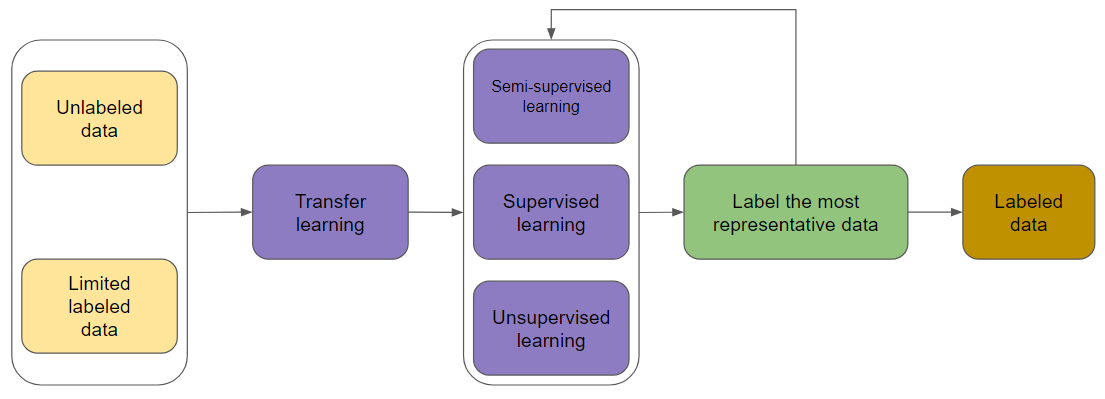 Unlabeled
data
Limited
labeled
data
Transfer
learning
Semi-supervised
learning
Supervised
learning
Unsupervised
learning
Label the most
representative data
Labeled
data